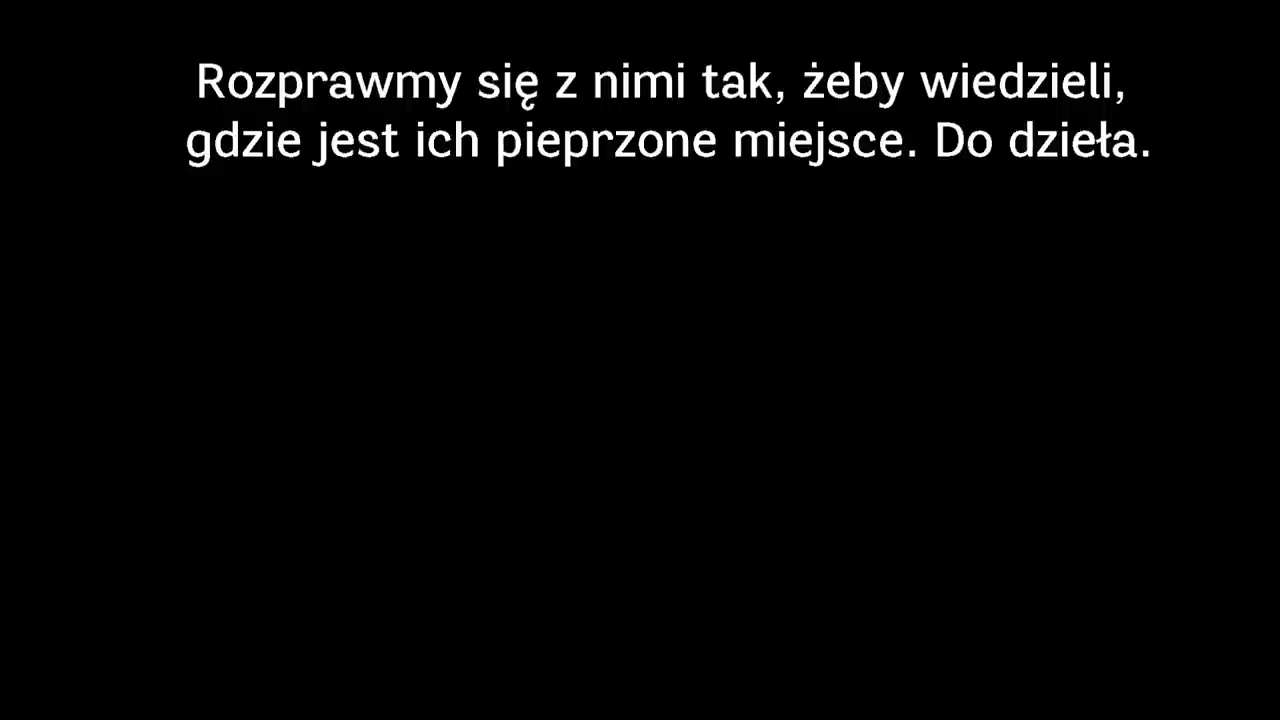 Rozprawmy się z nimi tak, żeby wiedzieli,
gdzie jest ich pieprzone miejsce. Do dzieła.